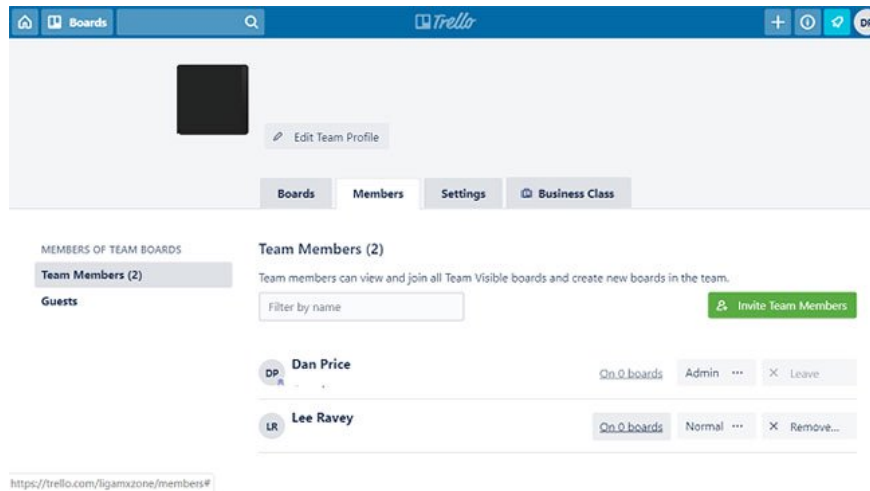 Boards
Trello
DP
Edit Team Profile
Boards Members Settings Business Class
MEMBERS OF TEAM BOARDS
Team Members (2)
Guests
Team Members (2)
Team members can view and join all Team Visible boards and create new boards in the team.
Filter by name
Invite Team Members
DP Dan Price On 0 boards Admin ... × Leave
LR Lee Ravey On 0 boards Normal ... × Remove...
https://trello.com/ligamxzone/members#